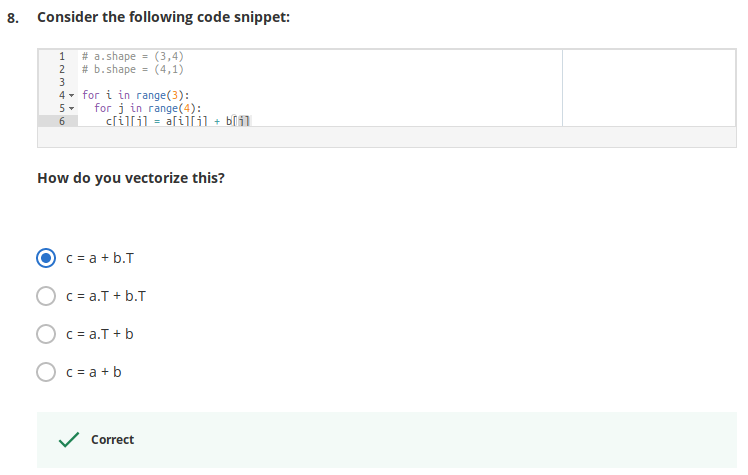 8. Consider the following code snippet:
1 # a.shape = (3,4)
2 # b.shape = (4,1)
3
4 for i in range(3):
5 for j in range(4):
6 c[i][j] = a[i][j] + b[j]
How do you vectorize this?
c = a + b.T
c = a.T + b.T
c = a.T + b
c = a + b
Correct